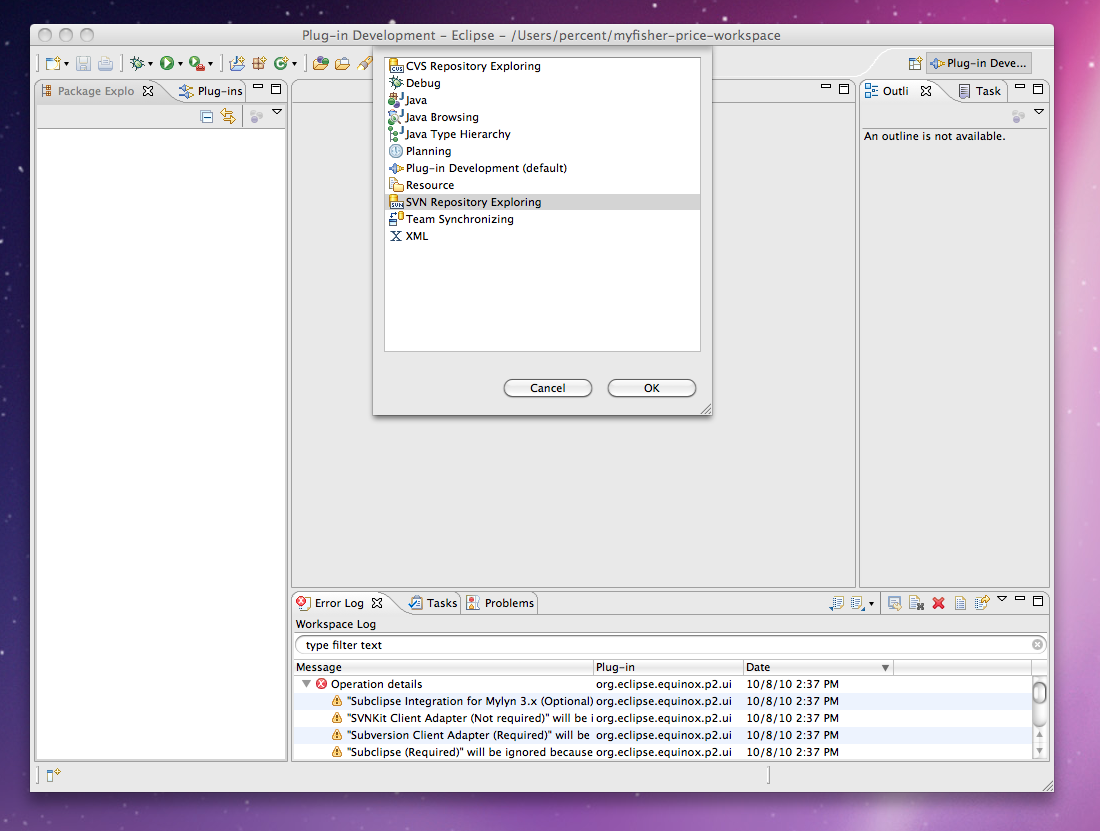 Plug-in Development - Eclipse - /Users/percent/myfisher-price-workspace
Plug-in Deve...
Package Explo
Plug-ins
CVS Repository Exploring
Debug
Java
Java Browsing
Java Type Hierarchy
Planning
Plug-in Development (default)
Resource
SVN Repository Exploring
Team Synchronizing
XML
Cancel
OK
Outli
Task
An outline is not available.
Error Log
Tasks
Problems
Workspace Log
type filter text
Message Plug-in Date
Operation details org.eclipse.equinox.p2.ui 10/8/10 2:37 PM
"Subclipse Integration for Mylyn 3.x (Optional) org.eclipse.equinox.p2.ui 10/8/10 2:37 PM
"SVNKit Client Adapter (Not required)" will be i org.eclipse.equinox.p2.ui 10/8/10 2:37 PM
"Subversion Client Adapter (Required)" will be org.eclipse.equinox.p2.ui 10/8/10 2:37 PM
"Subclipse (Required)" will be ignored because org.eclipse.equinox.p2.ui 10/8/10 2:37 PM